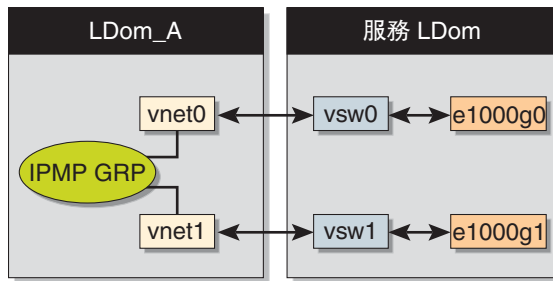 LDom_A
服務 LDom
vnet0
vsw0
e1000g0
IPMP GRP
vnet1
vsw1
e1000g1